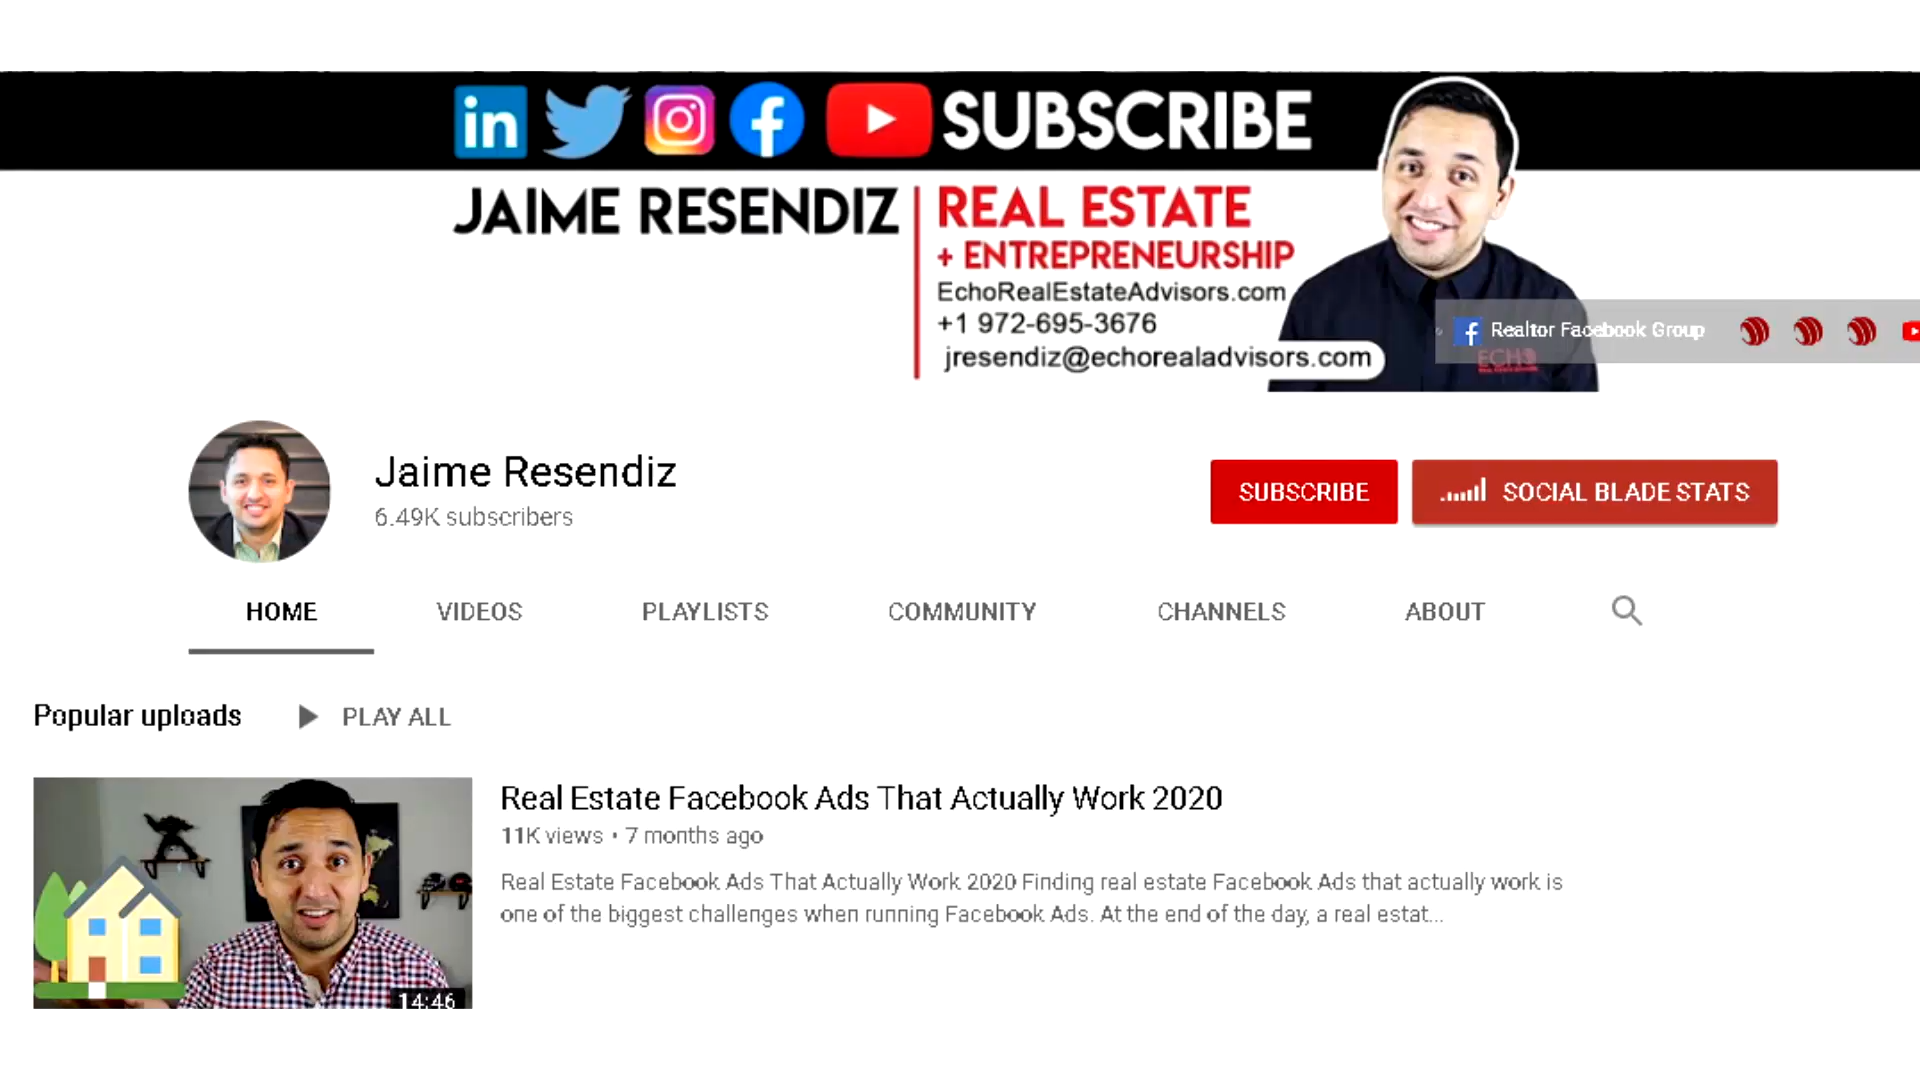 in SUBSCRIBE
JAIME RESENDIZ
REAL ESTATE
+ ENTREPRENEURSHIP
EchoRealEstateAdvisors.com
+1 972-695-3676
jresendiz@echorealadvisors.com
Realtor Facebook Group
ECHO
Jaime Resendiz
6.49K subscribers
SUBSCRIBE
SOCIAL BLADE STATS
HOME VIDEOS PLAYLISTS COMMUNITY CHANNELS ABOUT
Popular uploads PLAY ALL
Real Estate Facebook Ads That Actually Work 2020
11K views • 7 months ago
Real Estate Facebook Ads That Actually Work 2020 Finding real estate Facebook Ads that actually work is
one of the biggest challenges when running Facebook Ads. At the end of the day, a real estat...
14:46